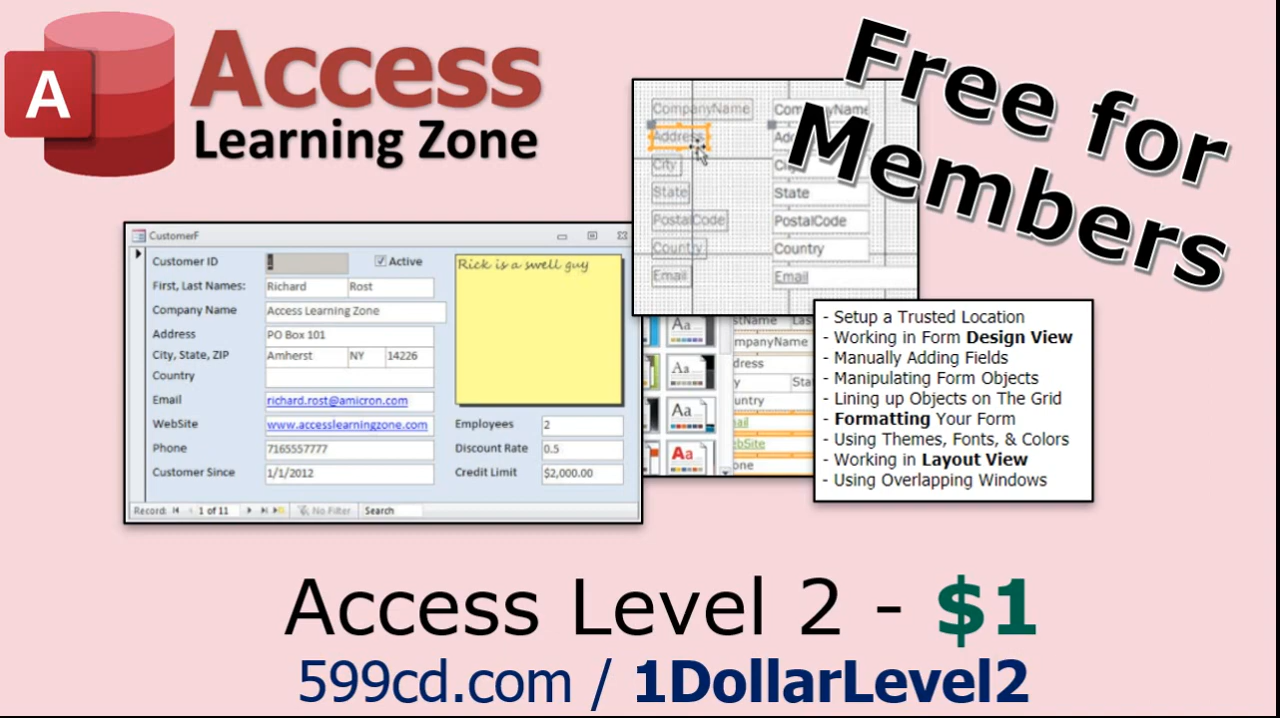 A
Access
Learning Zone
Free for
Members
CompanyName CompanyName
Address
City
State State
PostalCode PostalCode
Country Country
Email Email
CustomerF
Customer ID Active
First, Last Names: Richard Rost
Company Name Access Learning Zone
Address PO Box 101
City, State, ZIP Amherst NY 14226
Country
Email richard.rost@amicron.com
WebSite www.accesslearningzone.com
Phone 7165557777
Customer Since 1/1/2012
Rick is a swell guy
Employees 2
Discount Rate 0.5
Credit Limit $2,000.00
Record: 1 of 11 No Filter Search
Aa
Aa
Aa
Aa
- Setup a Trusted Location
- Working in Form Design View
- Manually Adding Fields
- Manipulating Form Objects
- Lining up Objects on The Grid
- Formatting Your Form
- Using Themes, Fonts, & Colors
- Working in Layout View
- Using Overlapping Windows
Access Level 2 - $1
599cd.com / 1DollarLevel2